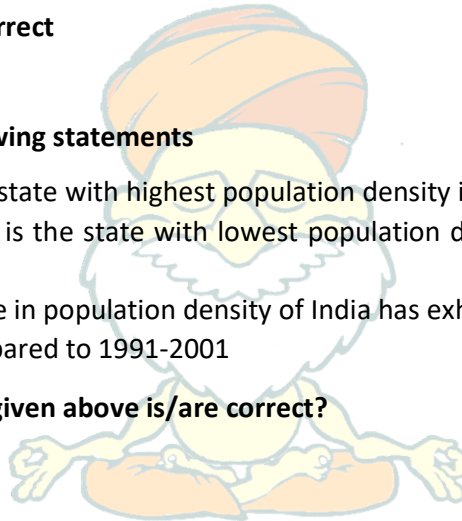 rrect
wing statements
state with highest population density i
is the state with lowest population d
e in population density of India has exh
pared to 1991-2001
given above is/are correct?